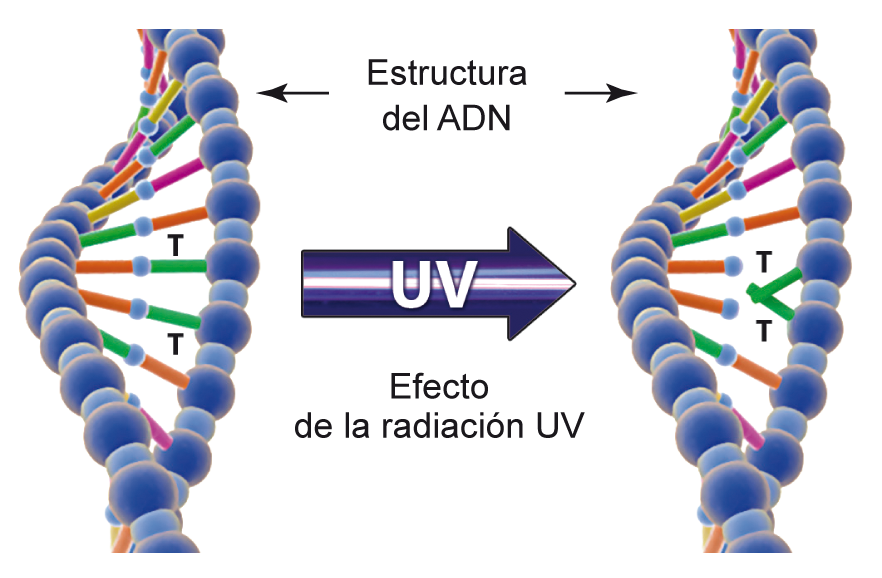 Estructura
del ADN
T
T
UV
T
T
Efecto
de la radiación UV